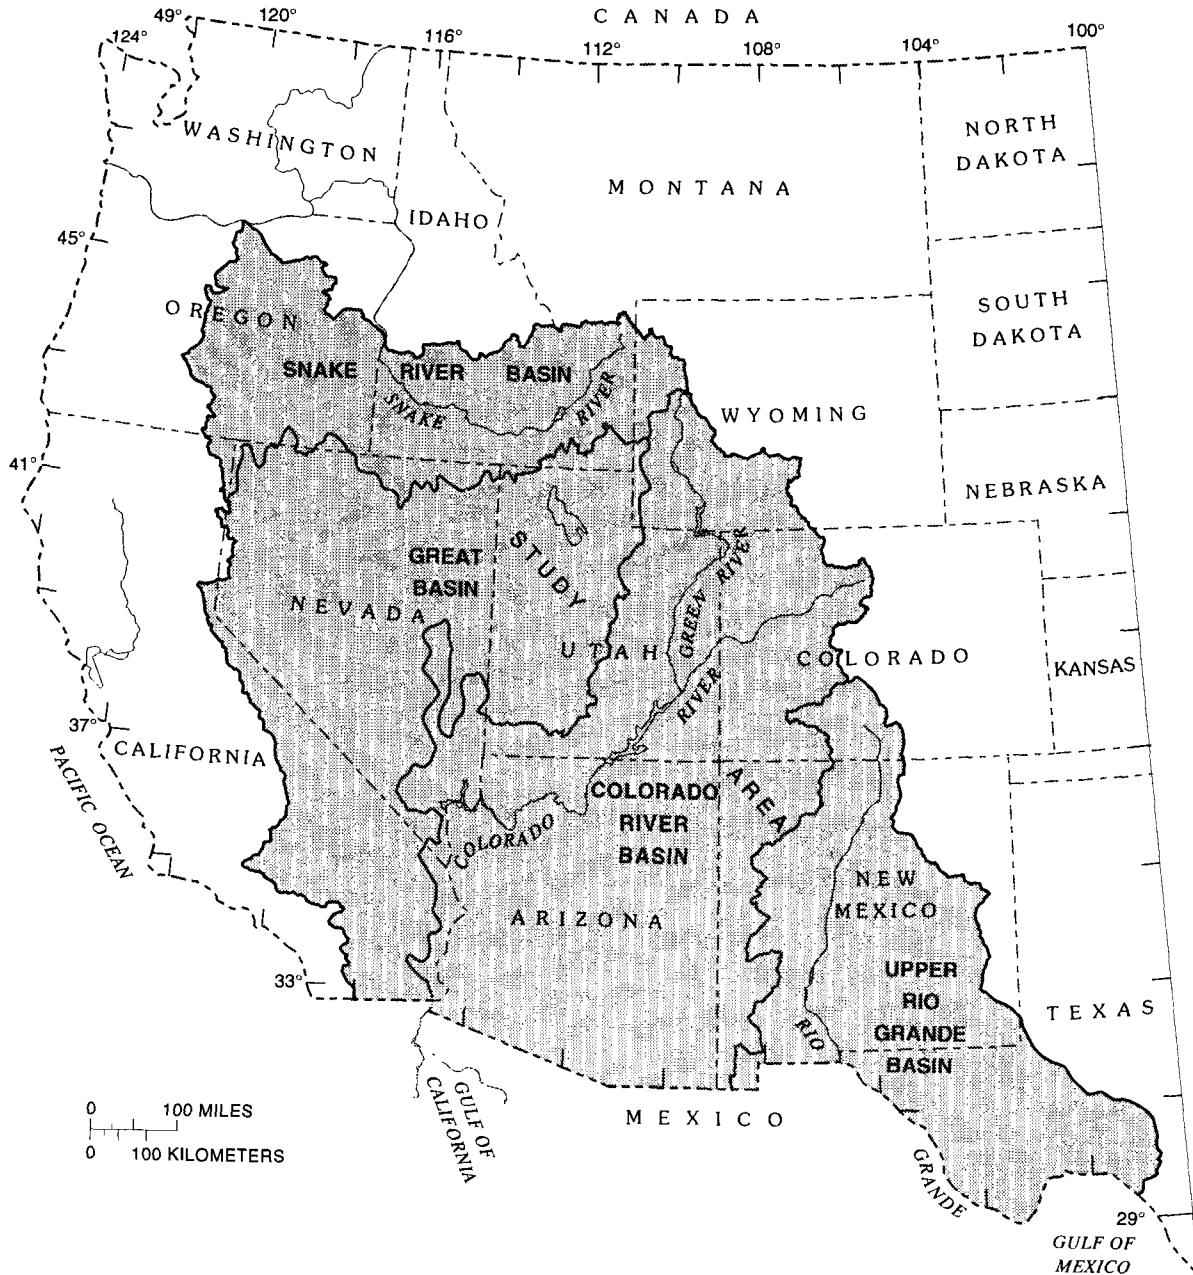 CANADA
49°
120°
124°
116°
112°
108°
104°
100°
WASHINGTON
NORTH
DAKOTA
MONTANA
IDAHO
45°
OREGON
SOUTH
DAKOTA
SNAKE RIVER BASIN
SNAKE
RIVER
WYOMING
41°
NEBRASKA
GREAT
BASIN
STUDY
NEVADA
GREEN RIVER
UTAH
COLORADO
KANSAS
RIVER
37°
CALIFORNIA
PACIFIC OCEAN
COLORADO
RIVER
BASIN
AREA
COLORADO
NEW
MEXICO
ARIZONA
UPPER
RIO
GRANDE
BASIN
33°
TEXAS
RIO
GULF OF
CALIFORNIA
MEXICO
0 100 MILES
0 100 KILOMETERS
GRANDE
29°
GULF OF
MEXICO